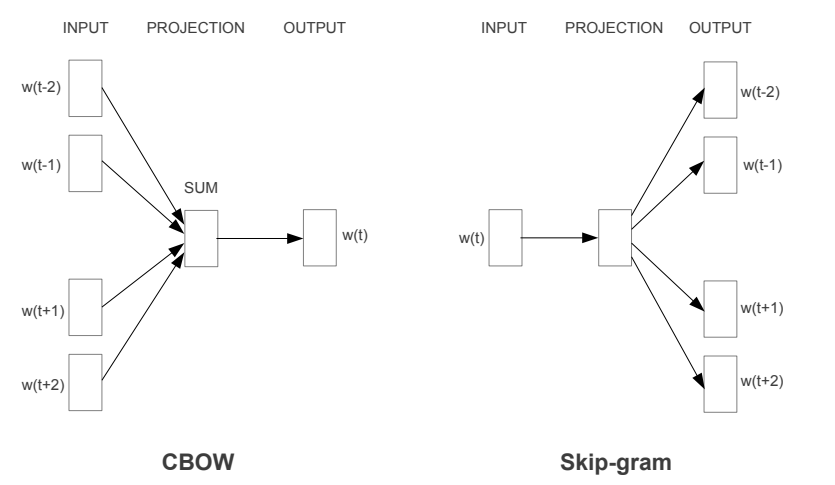 INPUT PROJECTION OUTPUT
w(t-2)
w(t-1)
SUM
w(t)
w(t+1)
w(t+2)
CBOW
INPUT PROJECTION OUTPUT
w(t-2)
w(t-1)
w(t)
w(t+1)
w(t+2)
Skip-gram